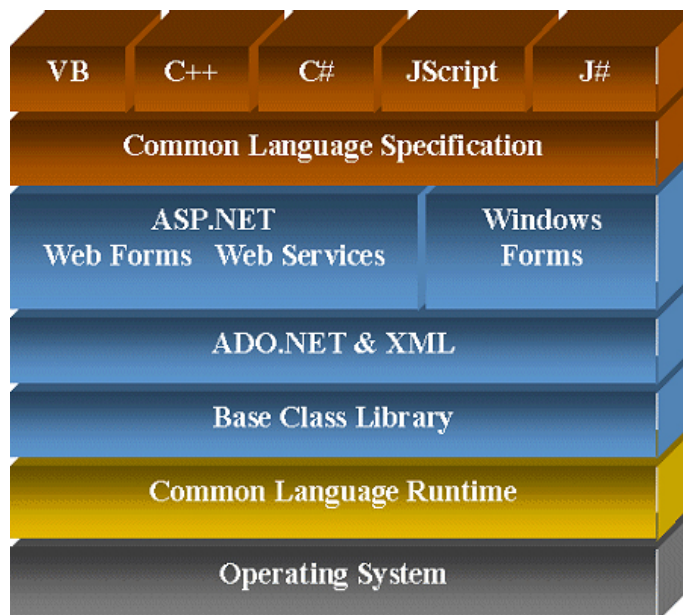 VB C++ C# JScript J#
Common Language Specification
ASP.NET Windows
Web Forms Web Services Forms
ADO.NET & XML
Base Class Library
Common Language Runtime
Operating System